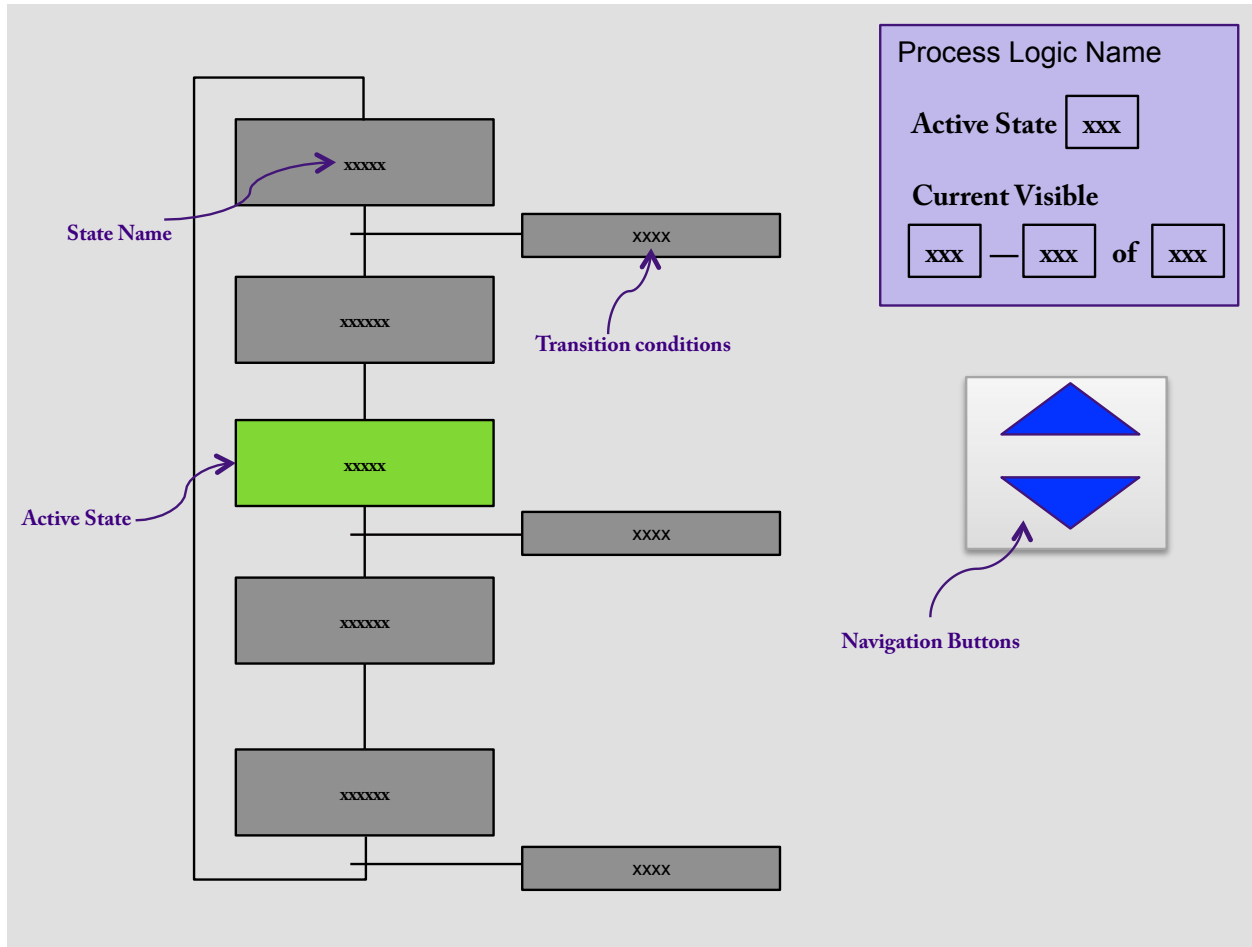 Process Logic Name
Active State xxx
Current Visible
xxx — xxx of xxx
xxxxx
State Name
xxxx
xxxxxx
Transition conditions
xxxxx
Active State
xxxx
xxxxxx
Navigation Buttons
xxxxxx
xxxx